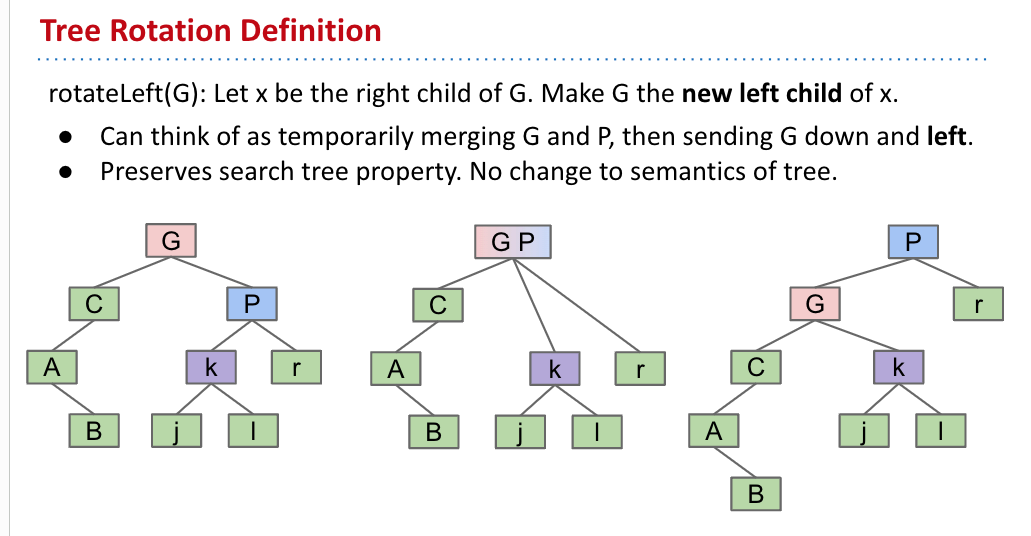 Tree Rotation Definition
rotateLeft(G): Let x be the right child of G. Make G the new left child of x.
● Can think of as temporarily merging G and P, then sending G down and left.
● Preserves search tree property. No change to semantics of tree.
G G P P
C P C G r
A k r A k r C k
B j l B j l A j l
B